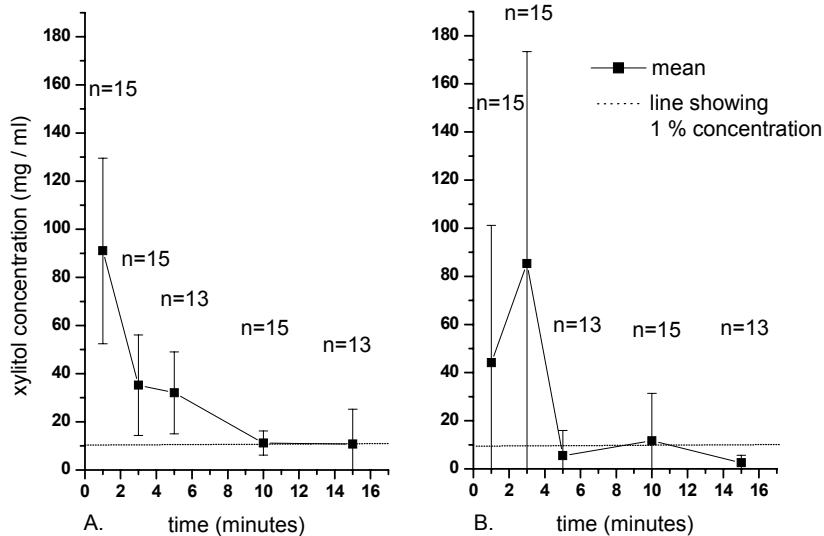 xylitol concentration (mg / ml)
180
160
140
120
100
80
60
40
20
10
0
n=15
n=15
n=13
n=15
n=13
0 2 4 6 8 10 12 14 16
A. time (minutes)
180
160
140
120
100
80
60
40
20
10
0
n=15
n=15
n=13
n=15
n=13
mean
line showing
1 % concentration
0 2 4 6 8 10 12 14 16
B. time (minutes)